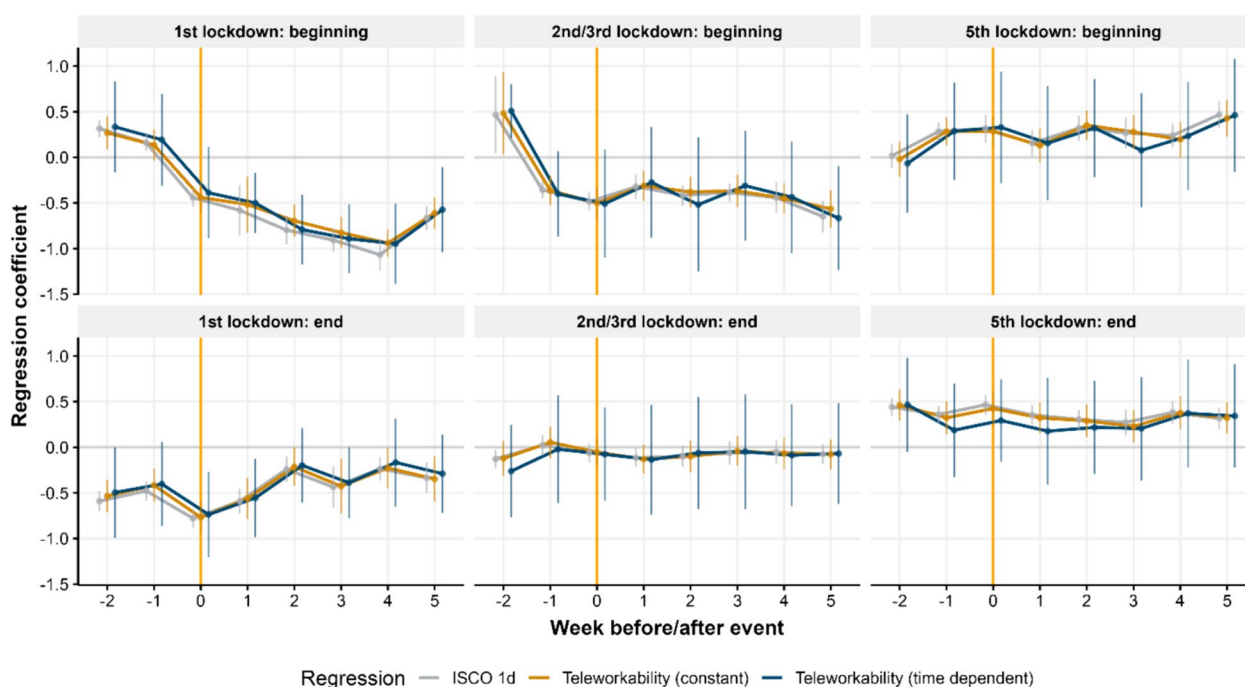 1st lockdown: beginning 2nd/3rd lockdown: beginning 5th lockdown: beginning
1.0
0.5
0.0
-0.5
-1.0
-1.5
Regression coefficient
1st lockdown: end 2nd/3rd lockdown: end 5th lockdown: end
1.0
0.5
0.0
-0.5
-1.0
-1.5
-2 -1 0 1 2 3 4 5 -2 -1 0 1 2 3 4 5 -2 -1 0 1 2 3 4 5
Week before/after event
Regression ISCO 1d Teleworkability (constant) Teleworkability (time dependent)